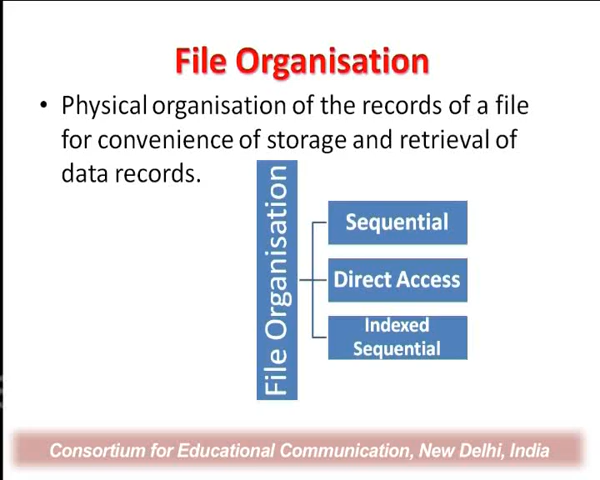 File Organisation
• Physical organisation of the records of a file
for convenience of storage and retrieval of
data records.
File Organisation
Sequential
Direct Access
Indexed
Sequential
Consortium for Educational Communication, New Delhi, India